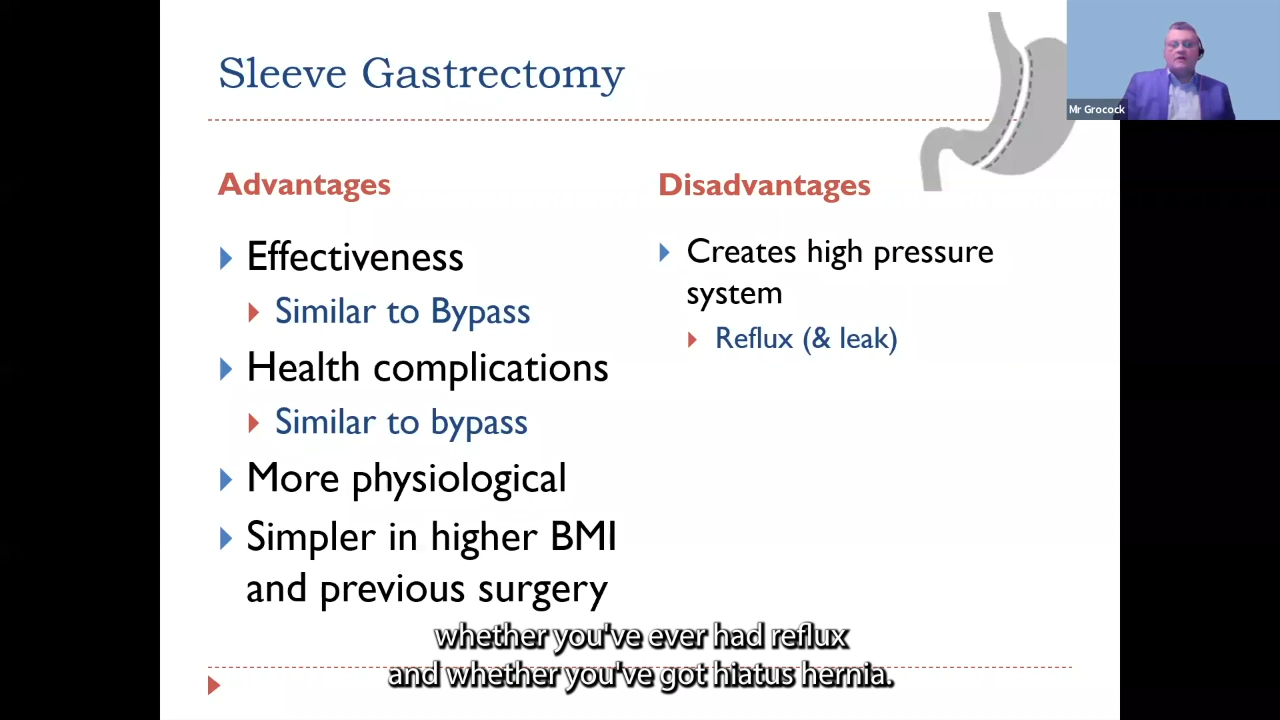 Sleeve Gastrectomy
Mr Grocock
Advantages
Effectiveness
Similar to Bypass
Health complications
Similar to bypass
More physiological
Simpler in higher BMI
and previous surgery
Disadvantages
Creates high pressure
system
Reflux (& leak)
whether you've ever had reflux
and whether you've got hiatus hernia.